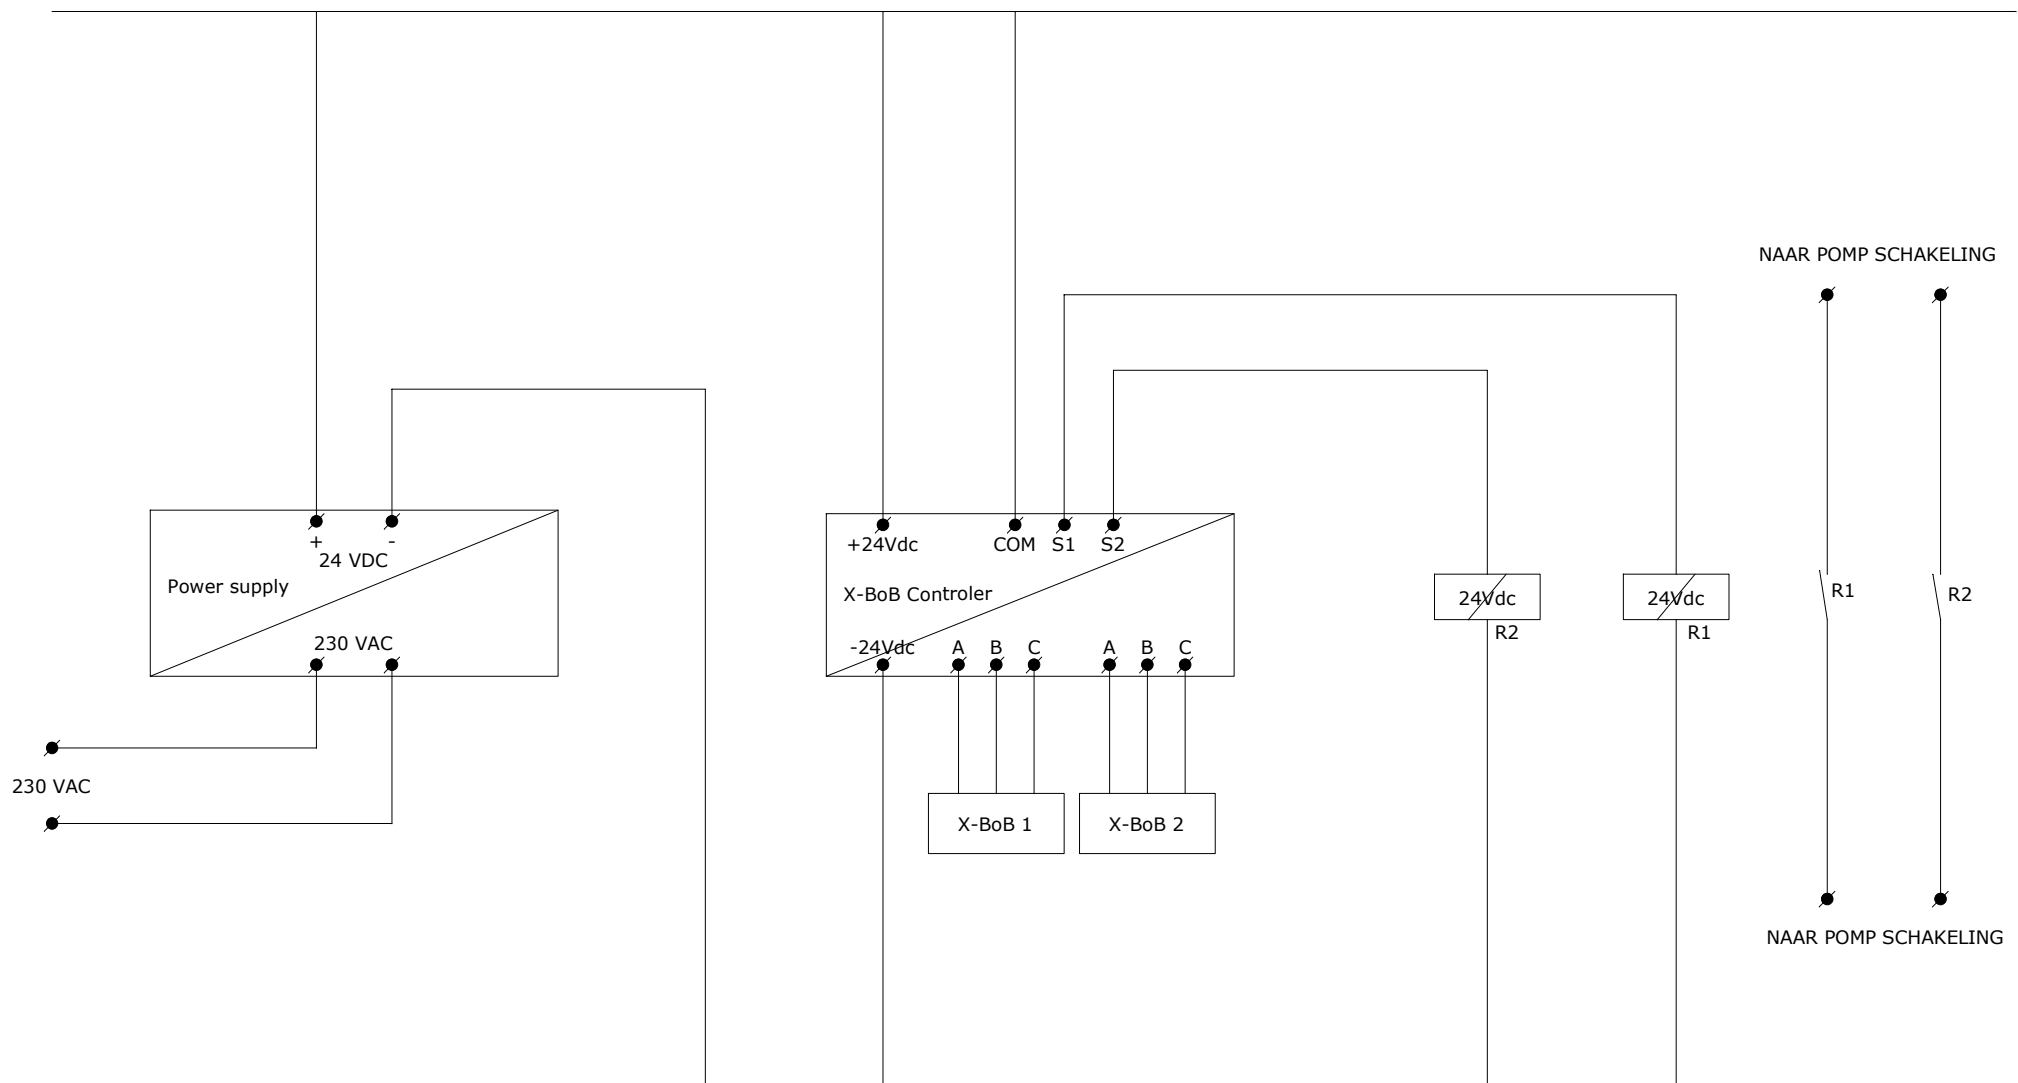 NAAR POMP SCHAKELING
+ -
24 VDC
Power supply
230 VAC
230 VAC
+24Vdc COM S1 S2
X-BoB Controler
-24Vdc A B C A B C
X-BoB 1 X-BoB 2
24Vdc
R2
24Vdc
R1
R1
R2
NAAR POMP SCHAKELING